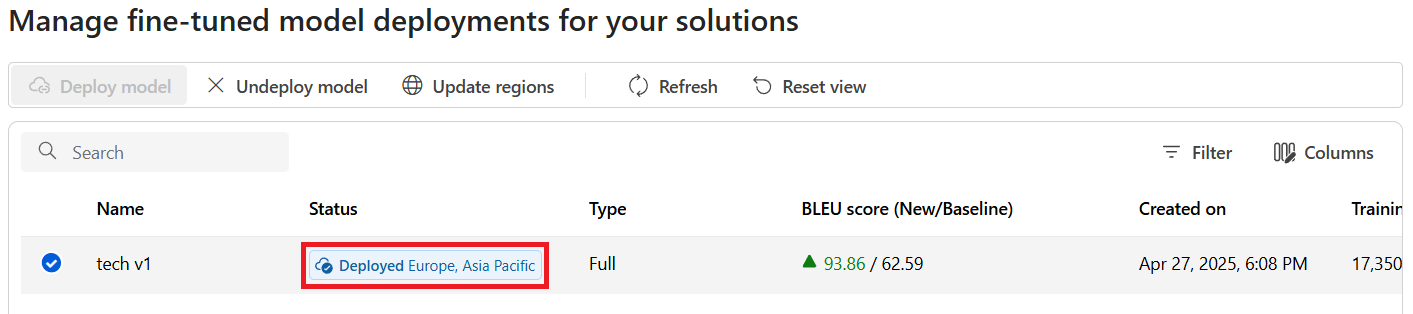 Manage fine-tuned model deployments for your solutions
Deploy model Undeploy model Update regions Refresh Reset view
Search Filter Columns
Name Status Type BLEU score (New/Baseline) Created on Trainin
tech v1 Deployed Europe, Asia Pacific Full 93.86 / 62.59 Apr 27, 2025, 6:08 PM 17,350